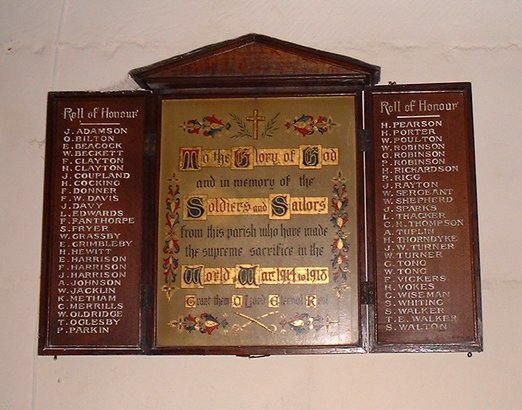 Roll of Honour
J. ADAMSON
O. BILTON
E. BEACOCK
W. BECKETT
F. CLAYTON
H. CLAYTON
J. COUPLAND
H. COCKING
F. DONNER
F. W. DAVIS
J. DAVY
L. EDWARDS
F. FANTHORPE
S. FRYER
W. GRASSBY
E. GRIMBLEBY
H. HEWITT
E. HARRISON
F. HARRISON
J. HARRISON
A. JOHNSON
W. JACKLIN
K. METHAM
C. MERRILLS
W. OLDRIDGE
T. OGLESBY
P. PARKIN
To the Glory of God
and in memory of the
Soldiers and Sailors
from this parish who have made
the supreme sacrifice in the
World War 1914 to 1918
Grant them O Lord Eternal Rest
Roll of Honour
H. PEARSON
H. PORTER
W. POULTON
W. ROBINSON
G. ROBINSON
P. ROBINSON
H. RICHARDSON
R. RIGG
J. RAYTON
W. SERGEANT
W. SHEPHERD
J. SPARKS
L. THACKER
C. H. THOMPSON
A. TUPLIN
H. THORNDYKE
J. W. TURNER
W. TURNER
G. TONG
W. TONG
P. VICKERS
H. VOKES
G. WISEMAN
S. WHITING
S. WALKER
T. E. WALKER
S. WALTON